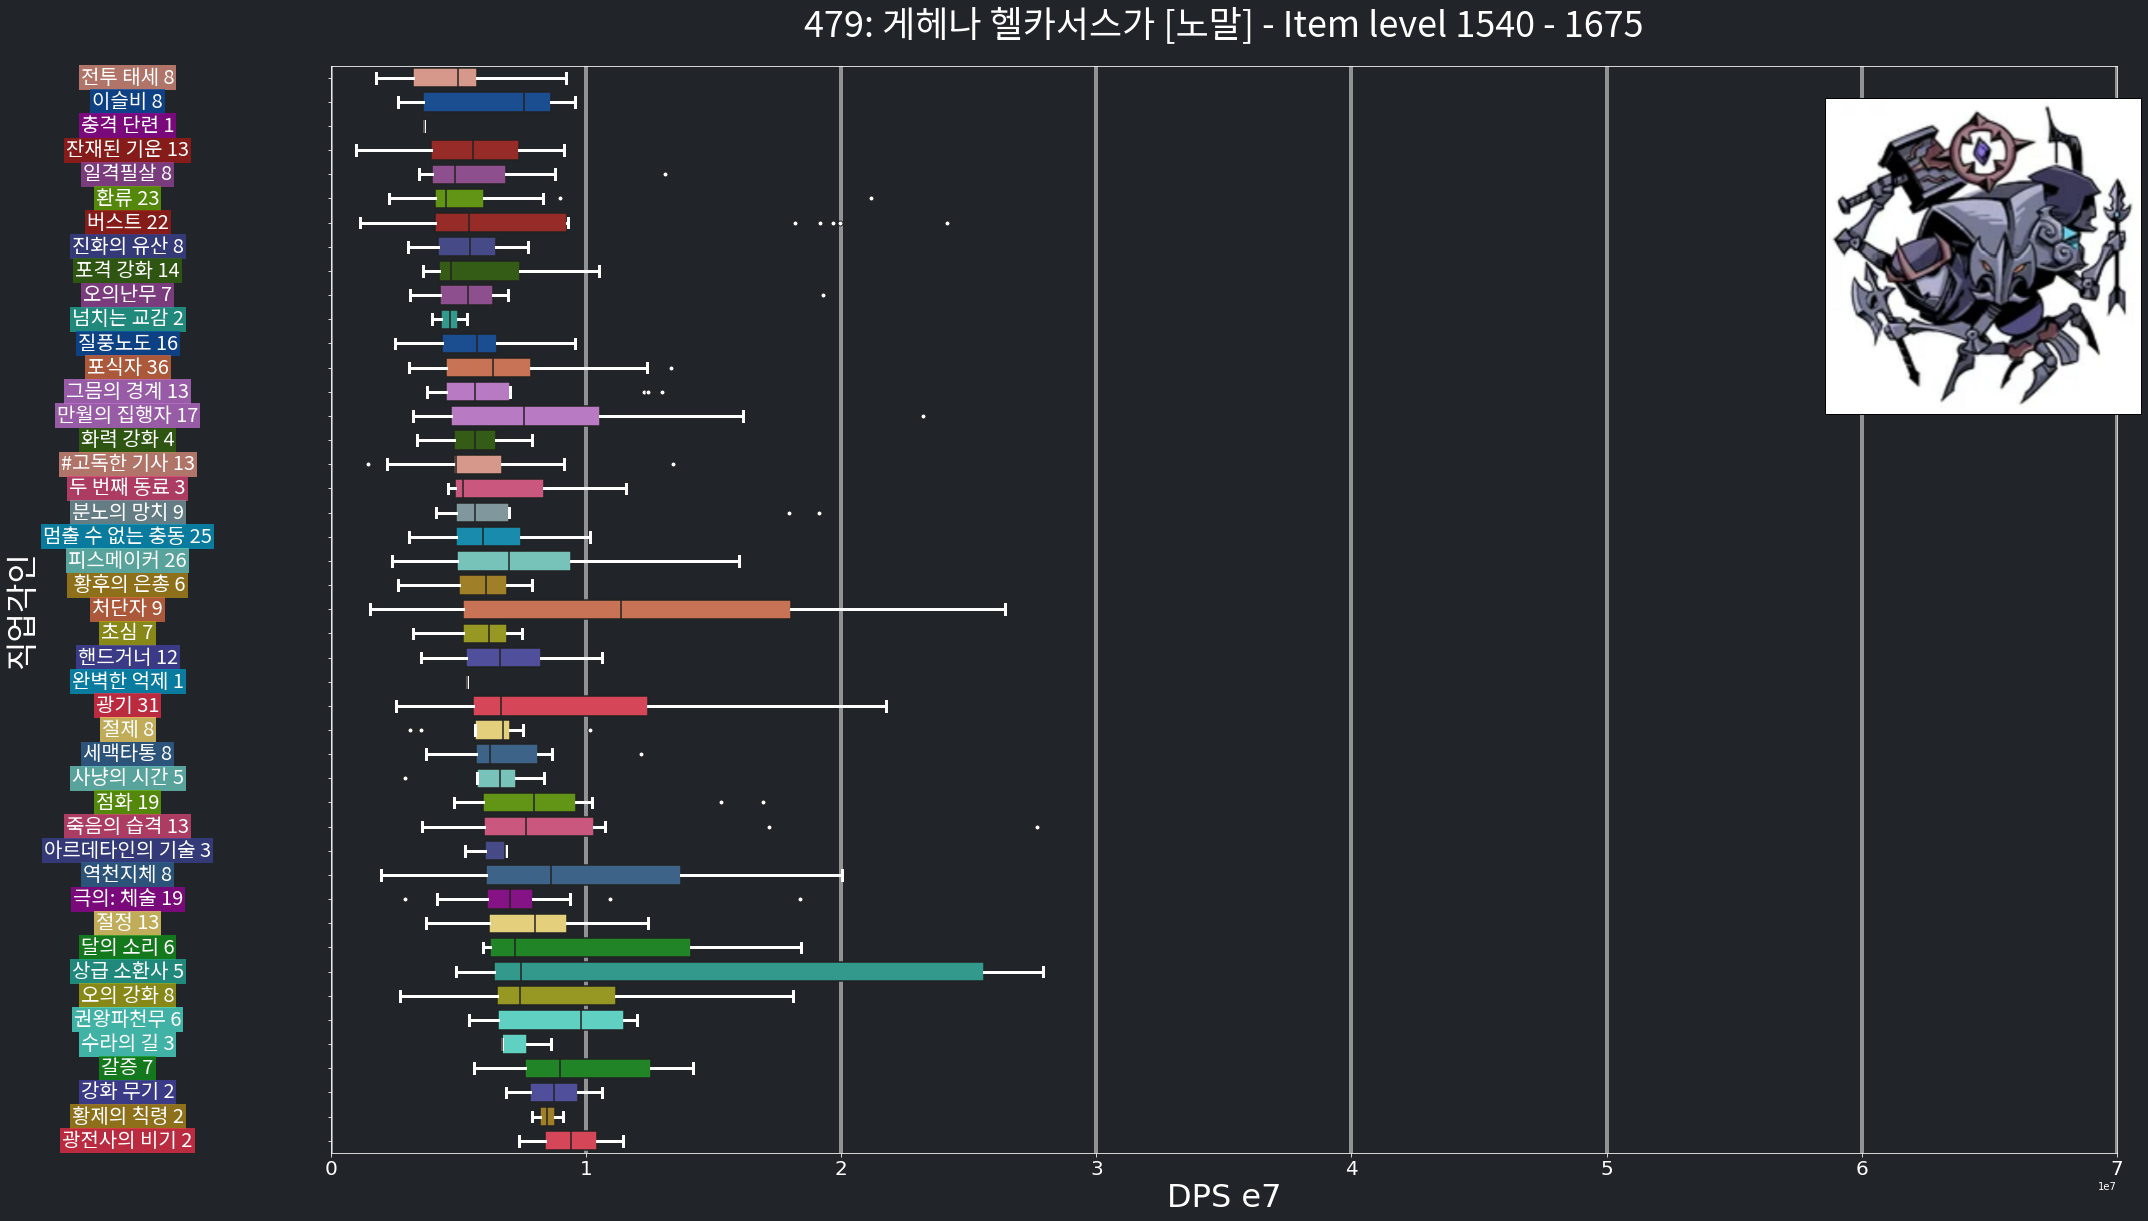 479: 게헤나 헬카서스가 [노말] - Item level 1540 - 1675
전투 태세 8
이슬비 8
충격 단련 1
잔재된 기운 13
일격필살 8
환류 23
버스트 22
진화의 유산 8
포격 강화 14
오의난무 7
넘치는 교감 2
질풍노도 16
포식자 36
그믐의 경계 13
만월의 집행자 17
화력 강화 4
#고독한 기사 13
두 번째 동료 3
분노의 망치 9
멈출 수 없는 충동 25
피스메이커 26
황후의 은총 6
처단자 9
초심 7
핸드거너 12
완벽한 억제 1
광기 31
절제 8
세맥타통 8
사냥의 시간 5
점화 19
죽음의 습격 13
아르데타인의 기술 3
역천지체 8
극의: 체술 19
절정 13
달의 소리 6
상급 소환사 5
오의 강화 8
권왕파천무 6
수라의 길 3
갈증 7
강화 무기 2
황제의 칙령 2
광전사의 비기 2
직업각인
0 1 2 3 4 5 6 7
1e7
DPS e7